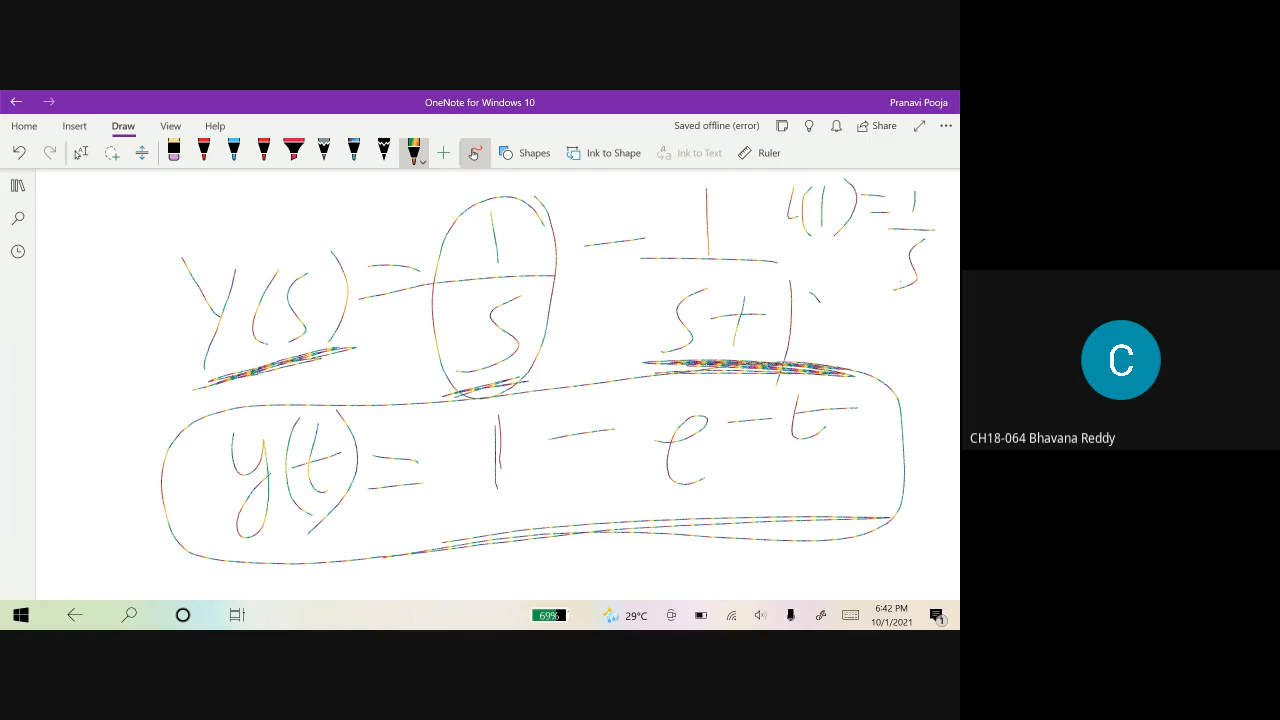 OneNote for Windows 10
Pranavi Pooja
Home Insert Draw View Help
Saved offline (error) Share
Shapes Ink to Shape Ink to Text Ruler
L(1) = 1/s
Y(s) = 1/s - 1/s+1
y(t) = 1 - e^-t
CH18-064 Bhavana Reddy
C
69% 29°C 6:42 PM
10/1/2021
1